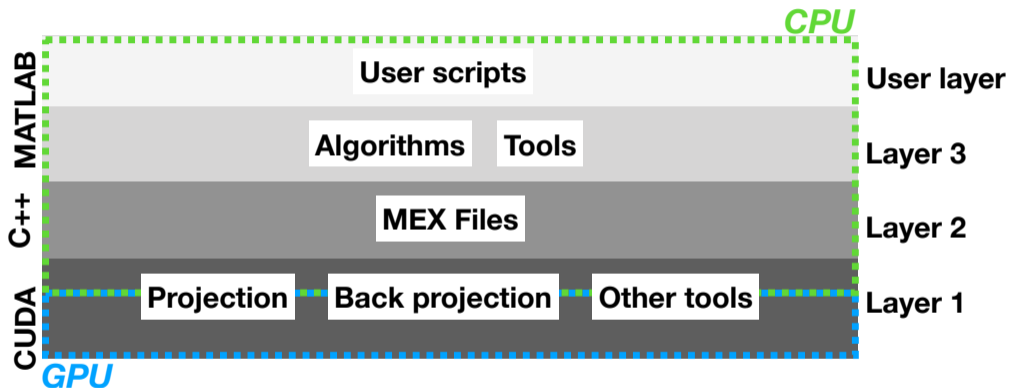 CPU
MATLAB
User scripts
User layer
Algorithms Tools
Layer 3
C++
MEX Files
Layer 2
CUDA
Projection Back projection Other tools
Layer 1
GPU